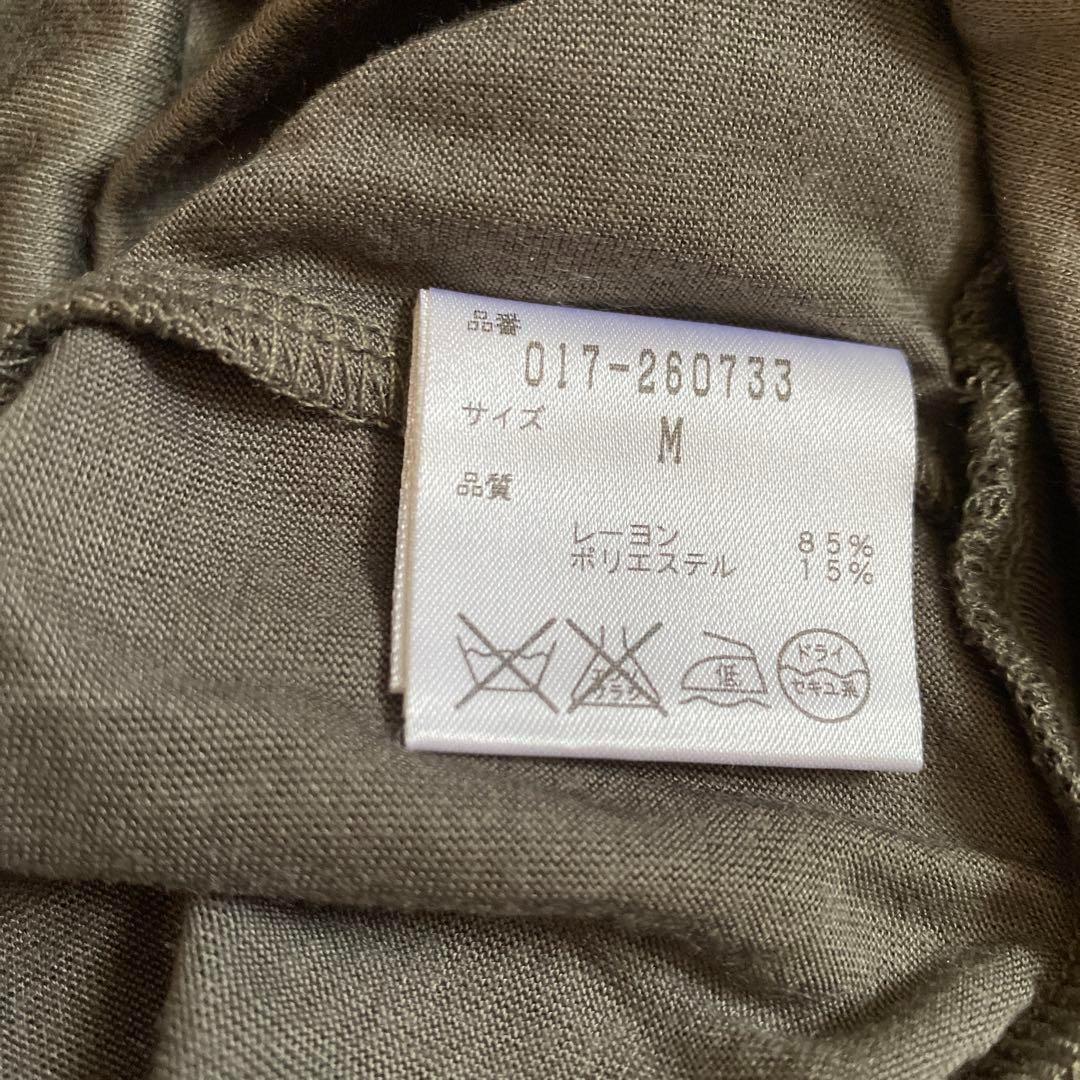 品番
017-260733
サイズ
M
品質
レーヨン 85%
ポリエステル 15%
低
ドライ
セキユ系